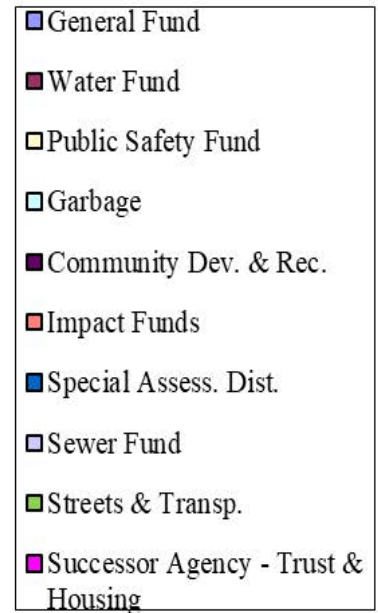 General Fund
Water Fund
Public Safety Fund
Garbage
Community Dev. & Rec.
Impact Funds
Special Assess. Dist.
Sewer Fund
Streets & Transp.
Successor Agency - Trust &
Housing